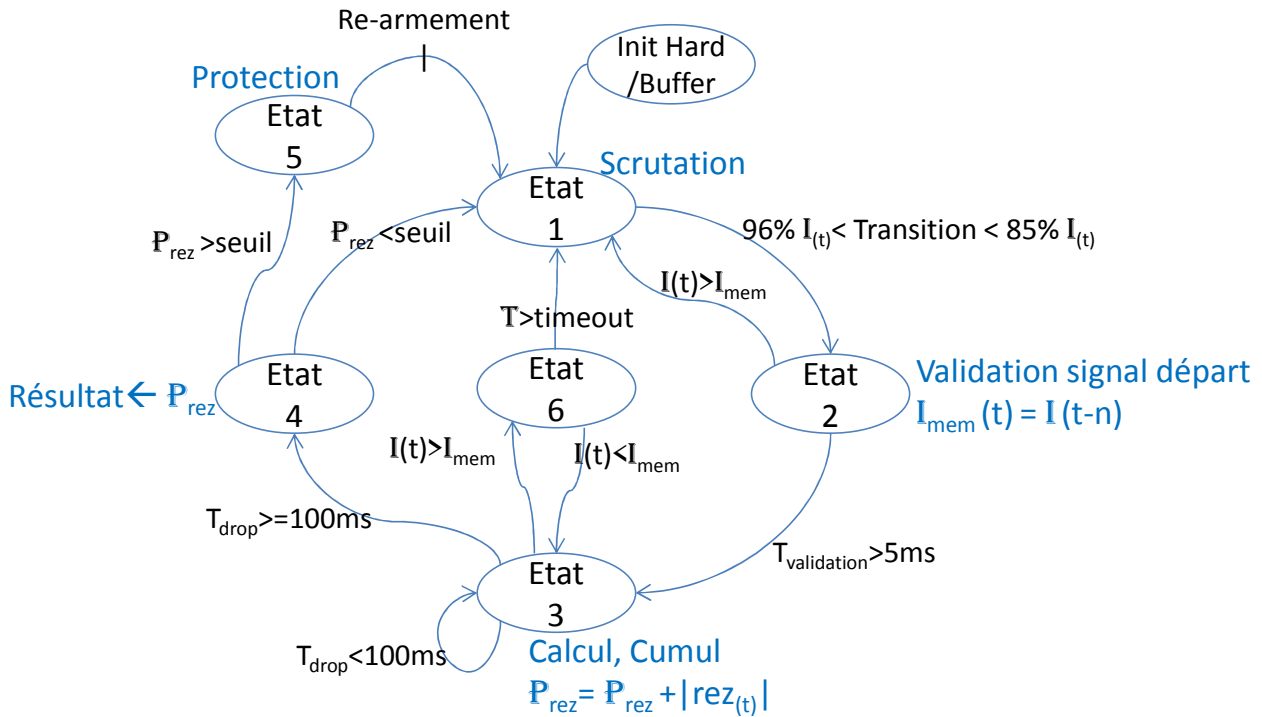 Re-armement
Init Hard
/Buffer
Protection
Etat
5
Scrutation
Etat
1
96% I(t)< Transition < 85% I(t)
Prez >seuil
Prez <seuil
I(t)>Imem
T>timeout
Etat
4
Résultat← Prez
Etat
6
Etat
2
Validation signal départ
Imem (t) = I (t-n)
I(t)>Imem
I(t)<Imem
Tdrop>=100ms
Tvalidation>5ms
Etat
3
Tdrop<100ms
Calcul, Cumul
Prez= Prez +|rez(t)|